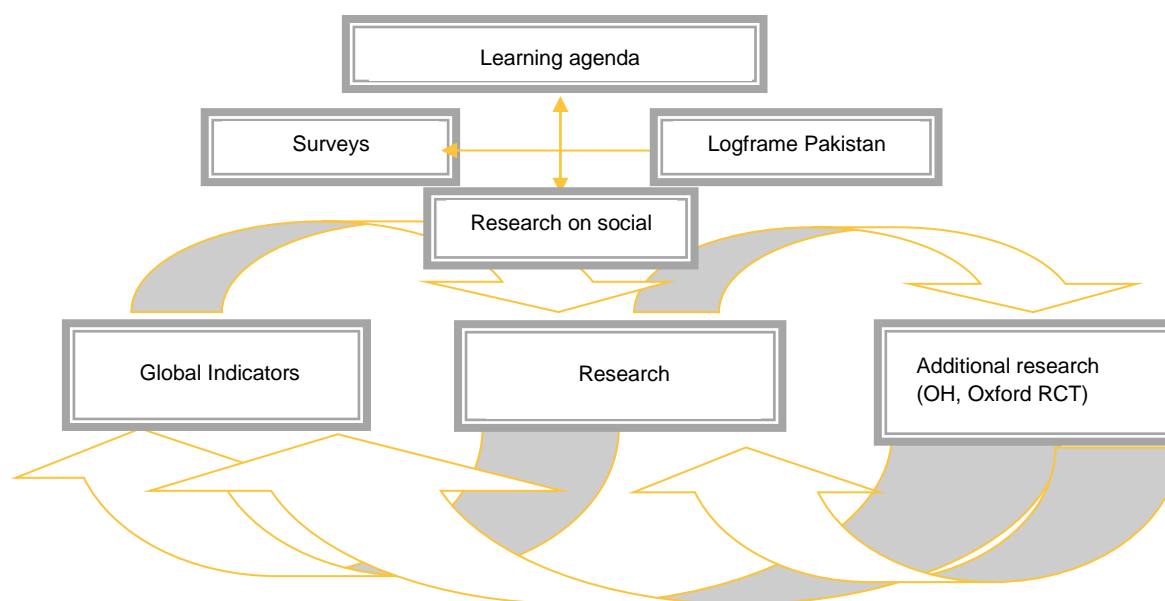 Learning agenda
Surveys
Logframe Pakistan
Research on social
Global Indicators
Research
Additional research
(OH, Oxford RCT)